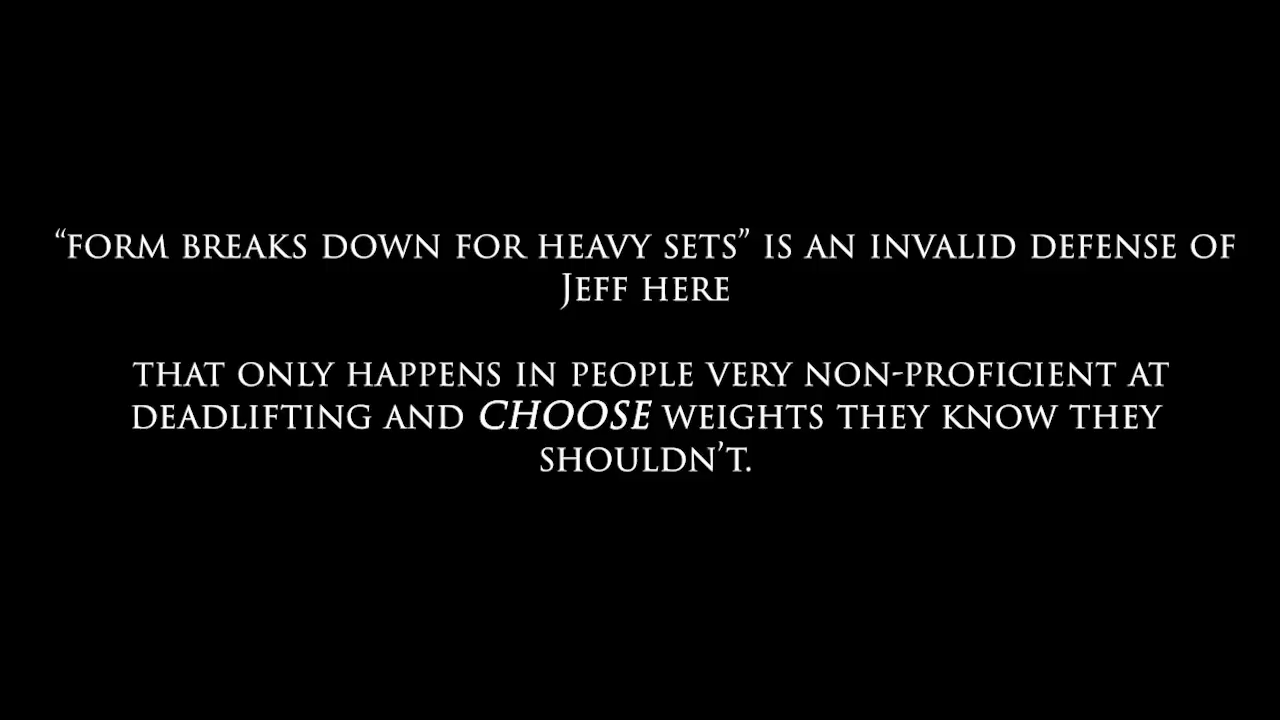 “FORM BREAKS DOWN FOR HEAVY SETS” IS AN INVALID DEFENSE OF
JEFF HERE
THAT ONLY HAPPENS IN PEOPLE VERY NON-PROFICIENT AT
DEADLIFTING AND CHOOSE WEIGHTS THEY KNOW THEY
SHOULDN’T.